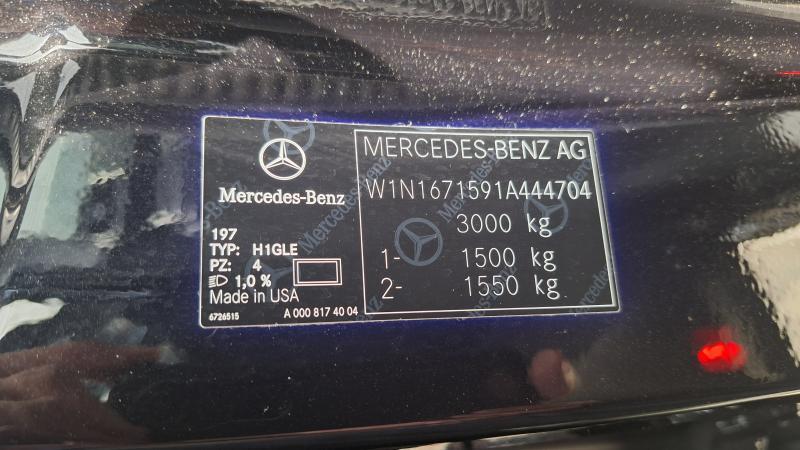 Mercedes-Benz
197
TYP: H1GLE
PZ: 4
1,0 %
Made in USA
6726515
A 000 817 40 04
MERCEDES-BENZ AG
W1N1671591A444704
3000 kg
1- 1500 kg
2- 1550 kg